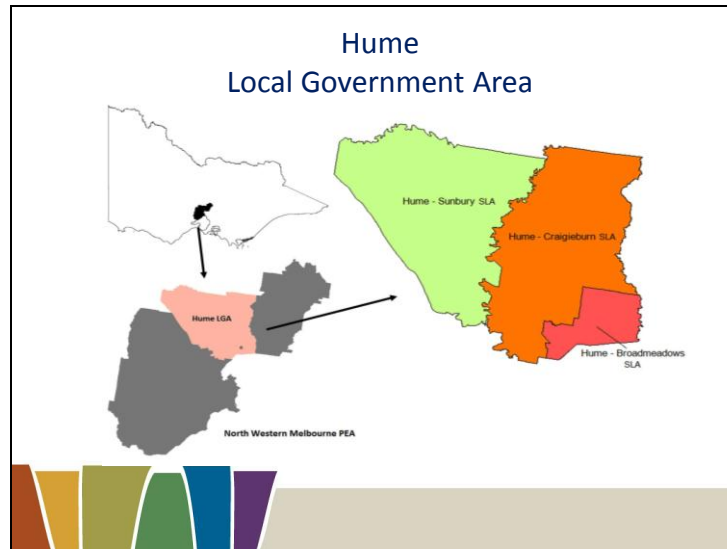 Hume
Local Government Area
Hume - Sunbury SLA
Hume - Craigieburn SLA
Hume LGA
Hume - Broadmeadows
SLA
North Western Melbourne PEA